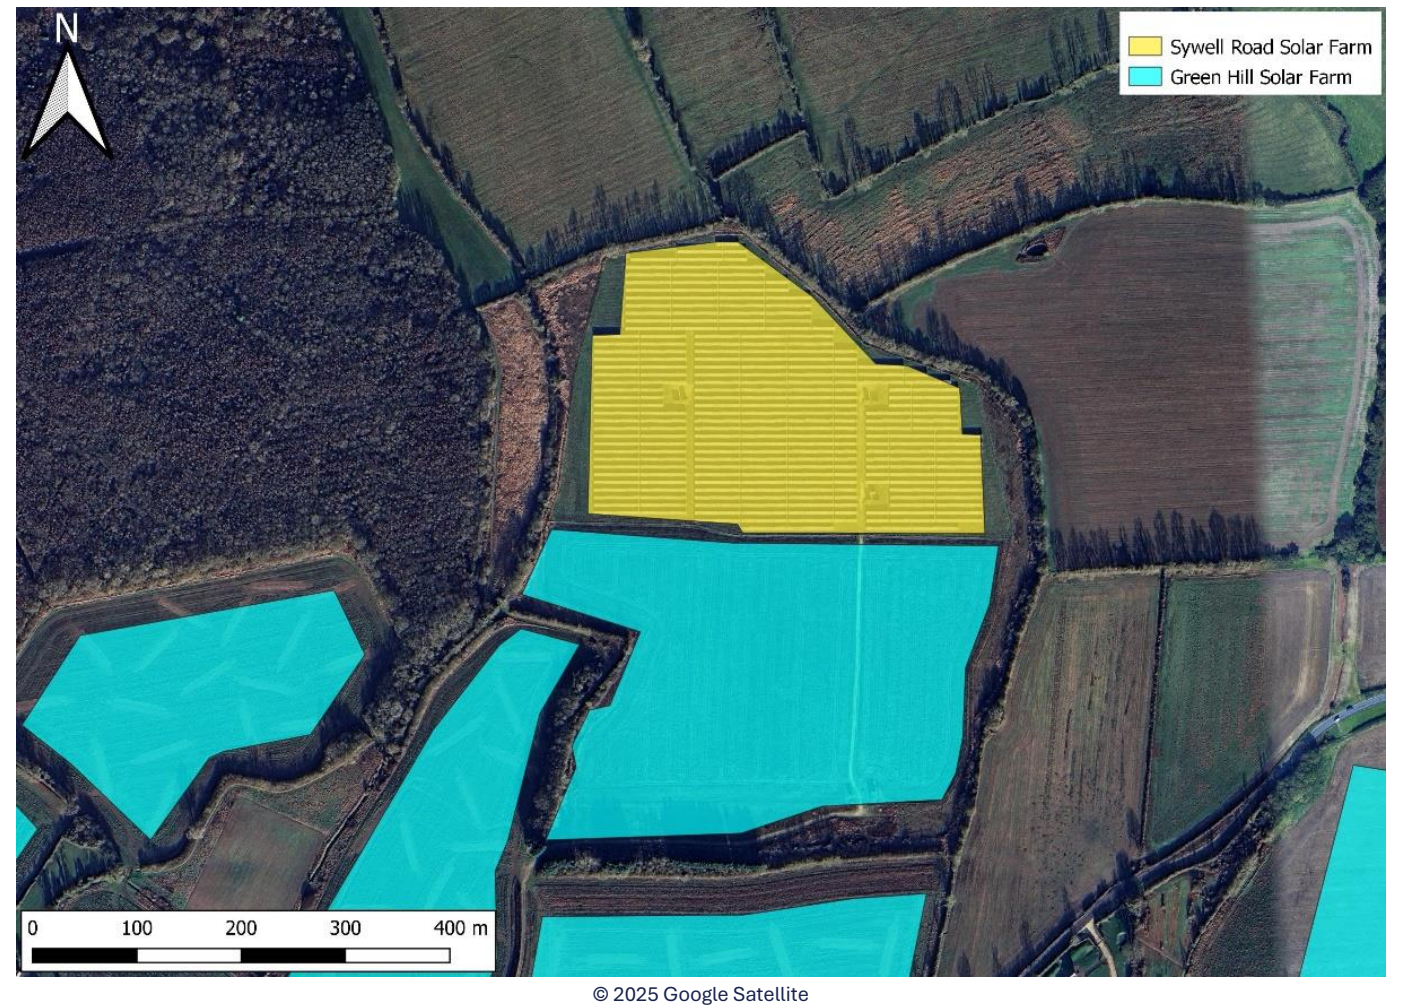 N
Sywell Road Solar Farm
Green Hill Solar Farm
0 100 200 300 400 m
© 2025 Google Satellite